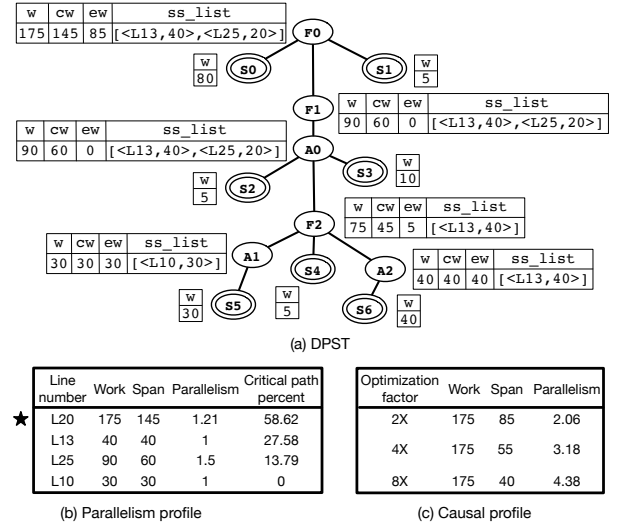 w cw ew ss_list
175 145 85 [<L13,40>,<L25,20>]
F0
w
80
S0
S1
w
5
F1
w cw ew ss_list
90 60 0 [<L13,40>,<L25,20>]
w cw ew ss_list
90 60 0 [<L13,40>,<L25,20>]
A0
w
5
S2
S3
w
10
F2
w cw ew ss_list
75 45 5 [<L13,40>]
w cw ew ss_list
30 30 30 [<L10,30>]
A1
S4
A2
w cw ew ss_list
40 40 40 [<L13,40>]
w
30
S5
w
5
S6
w
40
(a) DPST
Line number Work Span Parallelism Critical path percent
★ L20 175 145 1.21 58.62
L13 40 40 1 27.58
L25 90 60 1.5 13.79
L10 30 30 1 0
(b) Parallelism profile
Optimization factor Work Span Parallelism
2X 175 85 2.06
4X 175 55 3.18
8X 175 40 4.38
(c) Causal profile